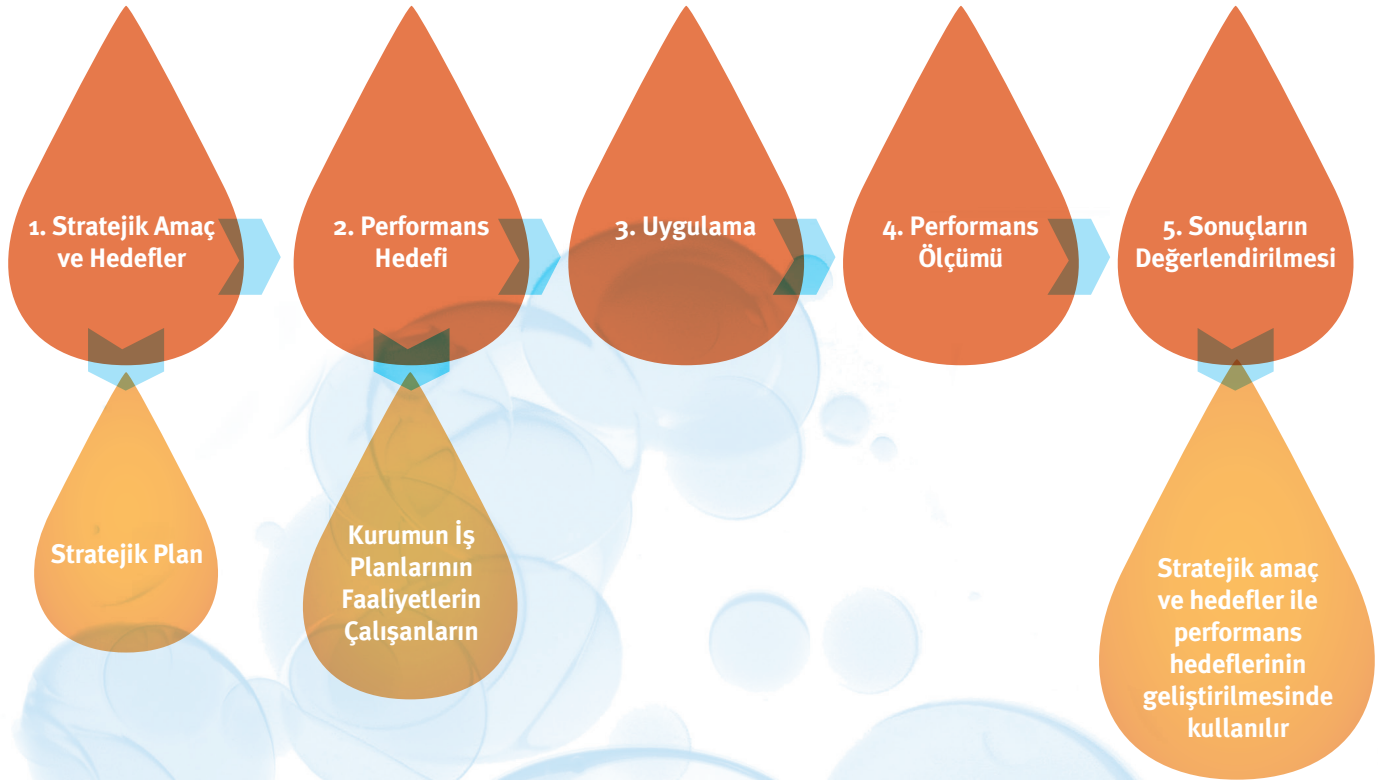 1. Stratejik Amaç
ve Hedefler
2. Performans
Hedefi
3. Uygulama
4. Performans
Ölçümü
5. Sonuçların
Değerlendirilmesi
Stratejik Plan
Kurumun İş
Planlarının
Faaliyetlerin
Çalışanların
Stratejik amaç
ve hedefler ile
performans
hedeflerinin
geliştirilmesinde
kullanılır